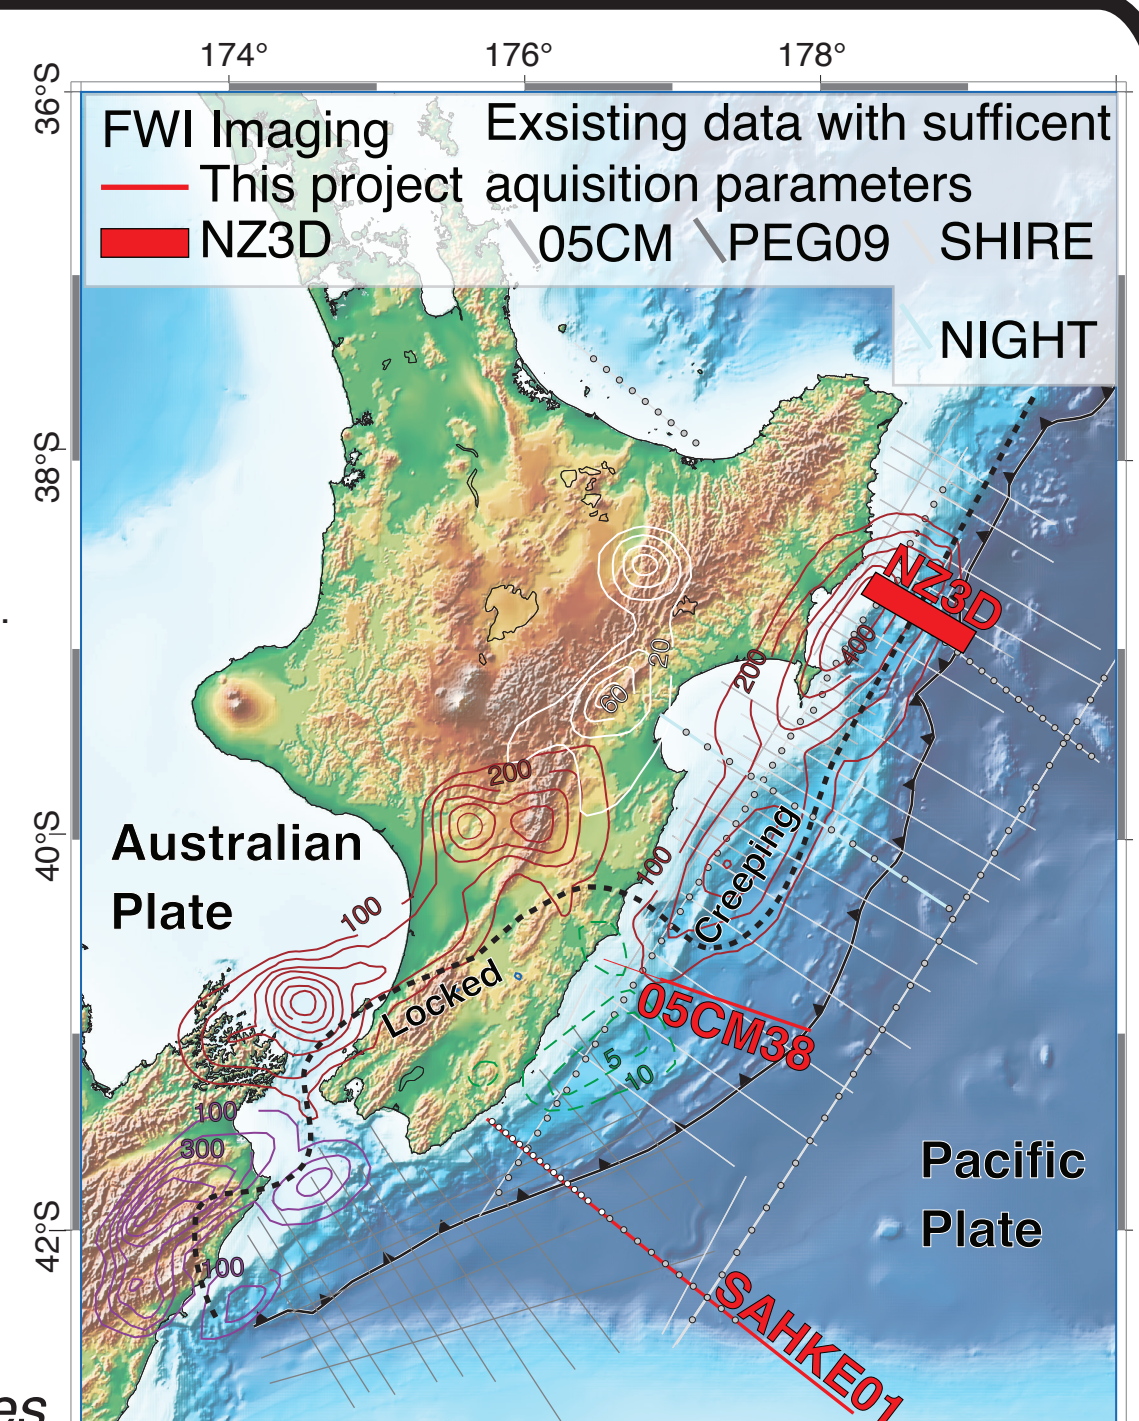 174° 176° 178°
36°S
FWI Imaging
This project
NZ3D
Exsisting data with sufficent
aquisition parameters
05CM PEG09 SHIRE
NIGHT
38°S
NZ3D
400
200
20
60
200
40°S
Australian
Plate
Creeping
100
100
Locked
05CM38
5
10
100
300
Pacific
Plate
42°S
100
SAHKE01
es